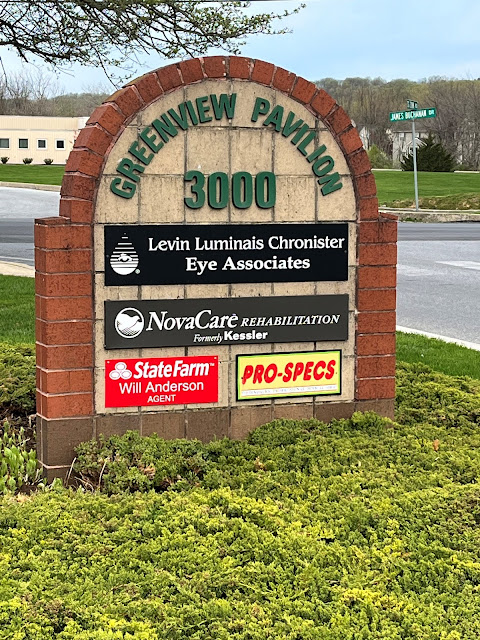 GREENVIEW PAVILION
3000
JAMES BUCHANAN DR
Levin Luminais Chronister
Eye Associates
NovaCare REHABILITATION
Formerly Kessler
StateFarm
Will Anderson
AGENT
PRO-SPECS